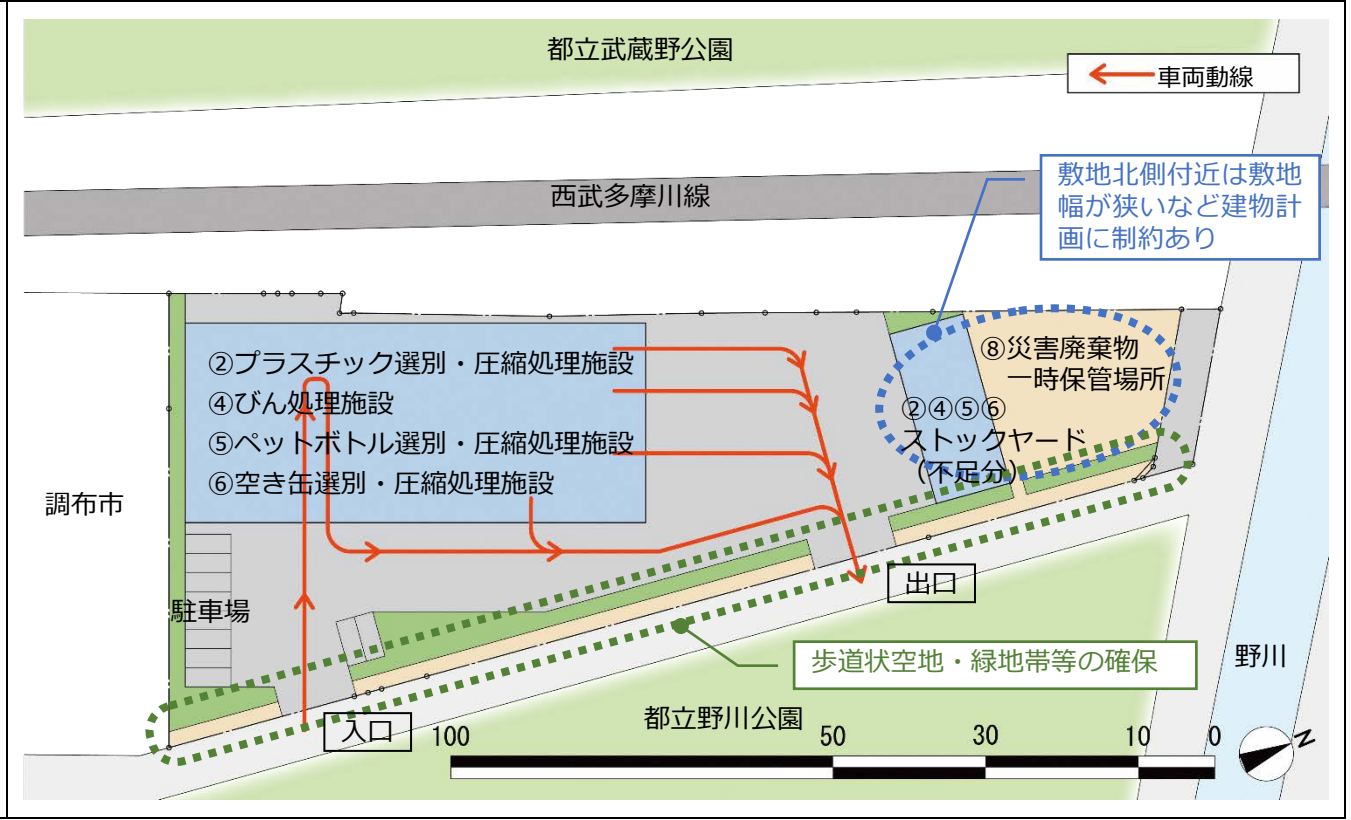 都立武蔵野公園
車両動線
西武多摩川線
敷地北側付近は敷地
幅が狭いなど建物計
画に制約あり
②プラスチック選別・圧縮処理施設
④びん処理施設
⑤ペットボトル選別・圧縮処理施設
⑥空き缶選別・圧縮処理施設
⑧災害廃棄物
一時保管場所
②④⑤⑥
ストックヤード
（不足分）
調布市
駐車場
出口
歩道状空地・緑地帯等の確保
野川
入口
都立野川公園
100 50 30 10 0
N